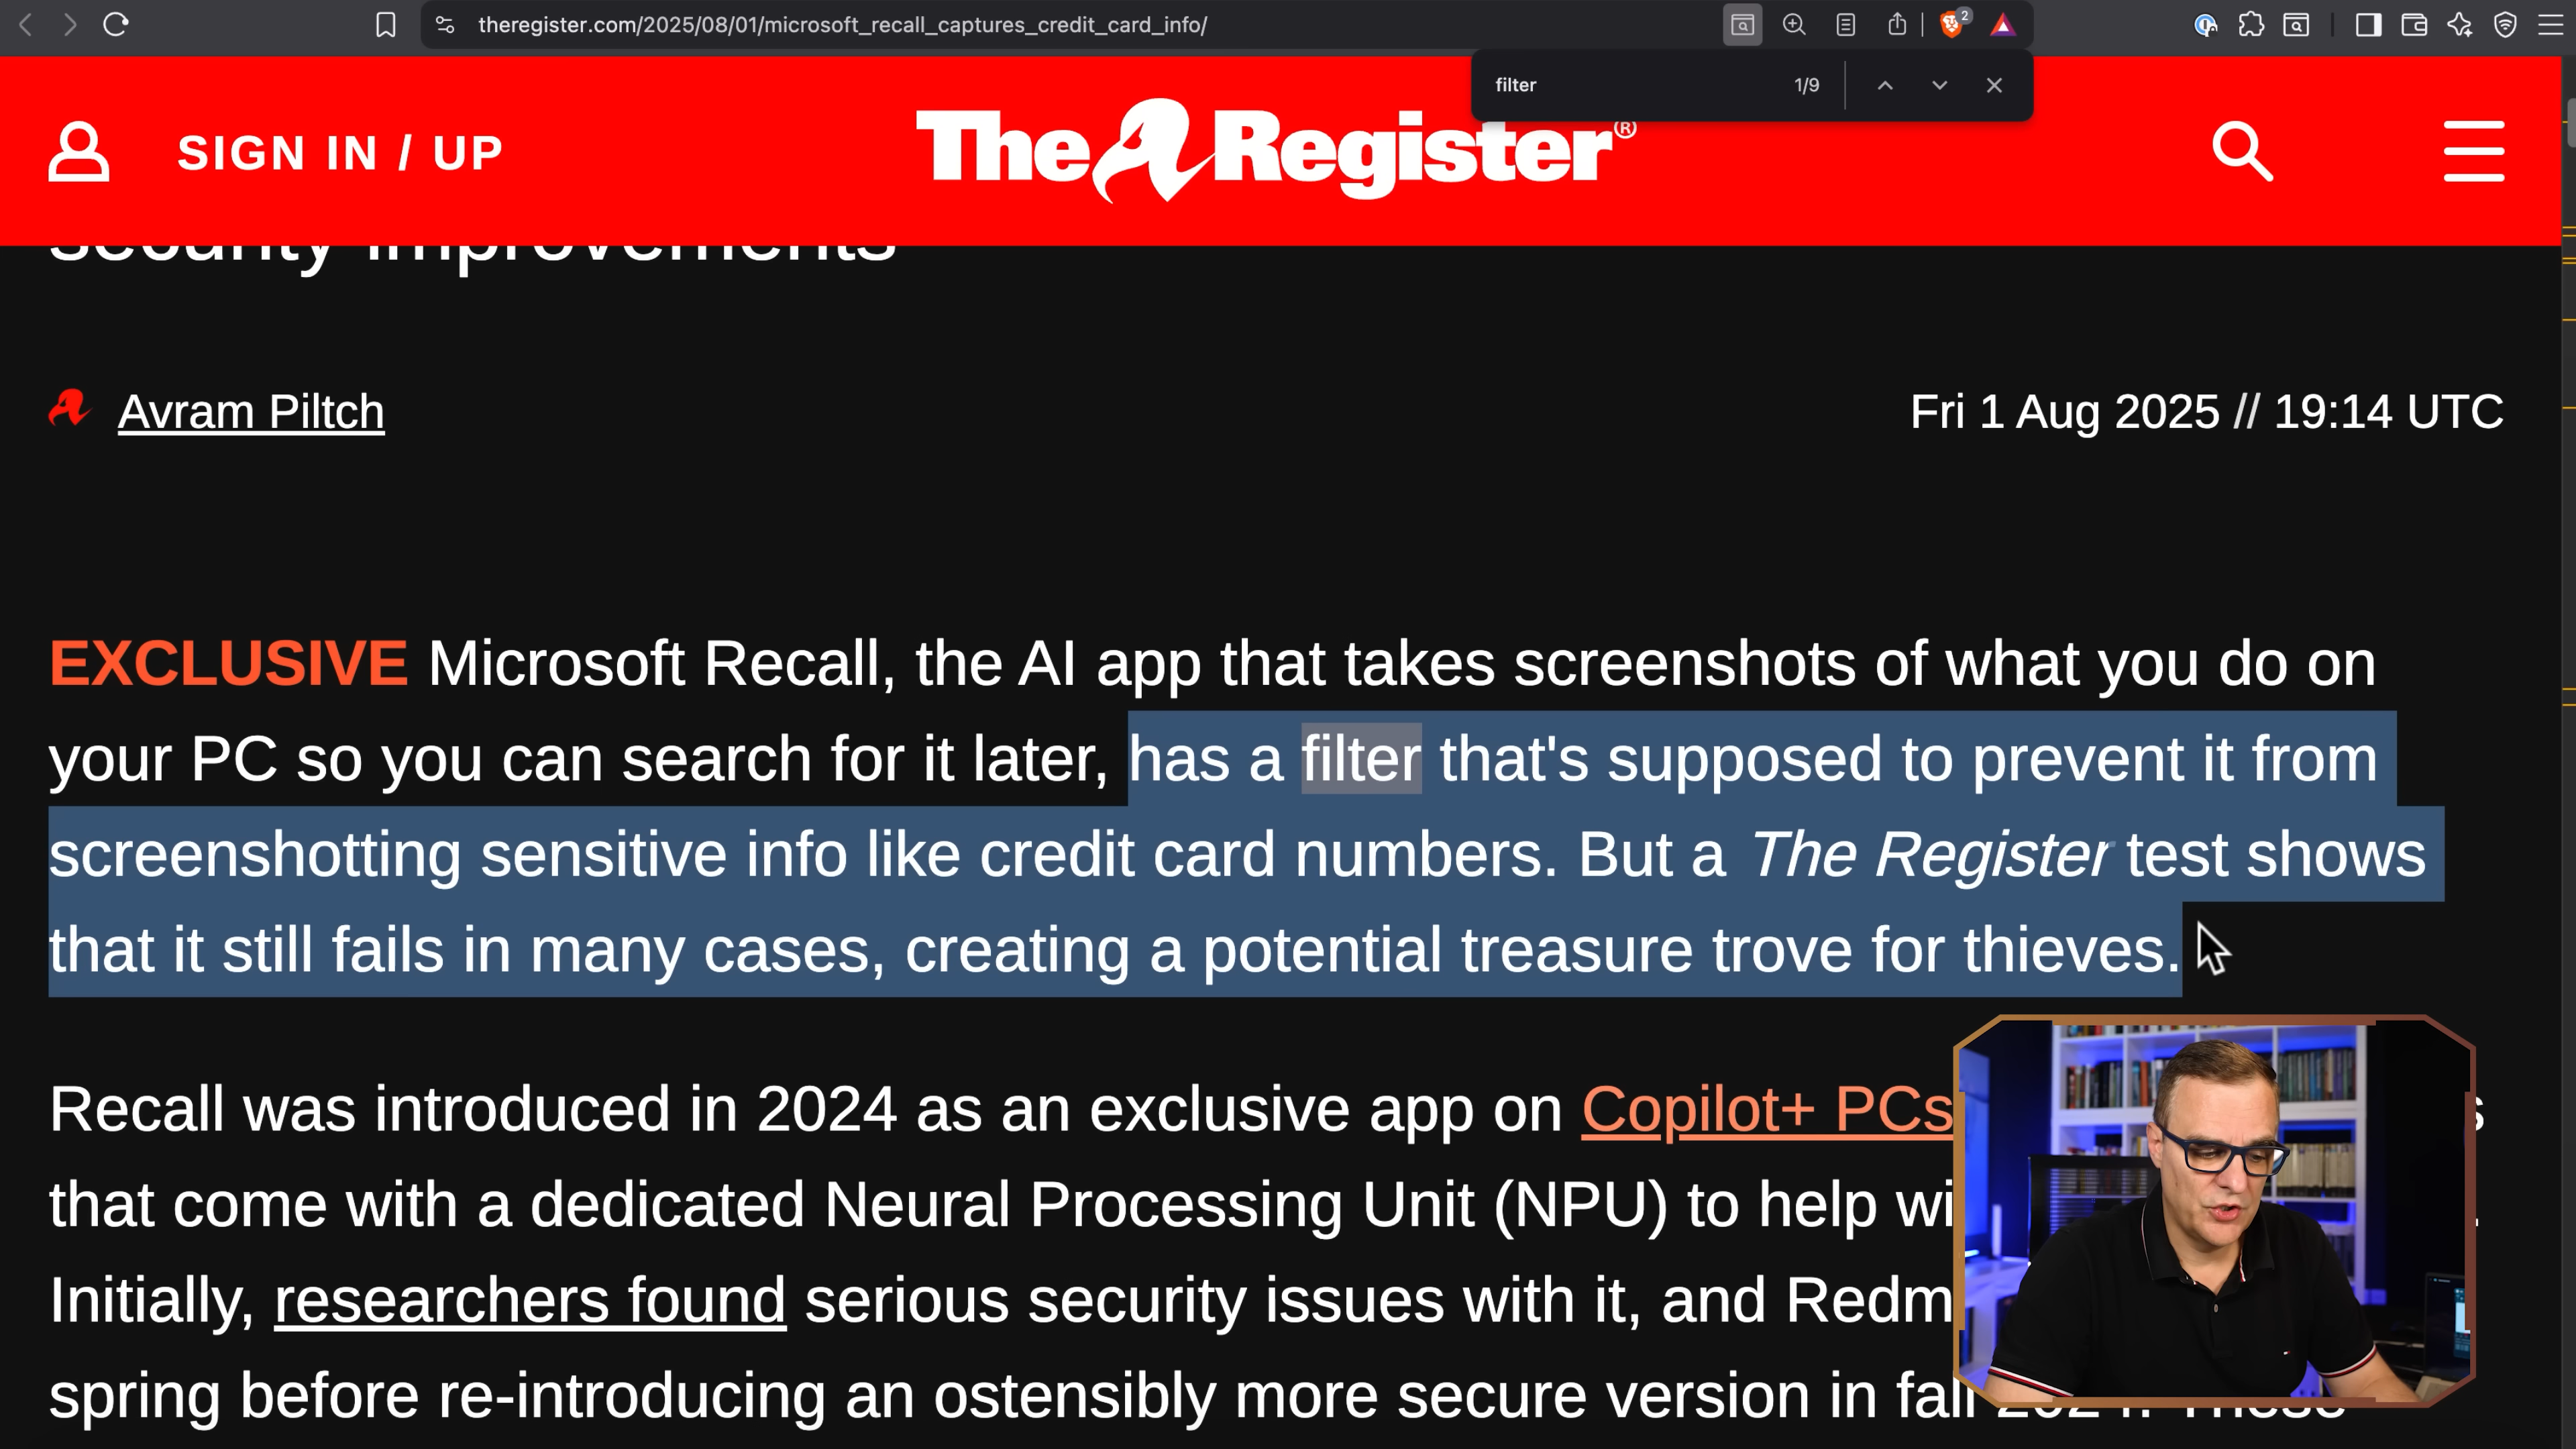 theregister.com/2025/08/01/microsoft_recall_captures_credit_card_info/
2
filter 1/9
SIGN IN / UP
The Register®
security improvements
Avram Piltch
Fri 1 Aug 2025 // 19:14 UTC
EXCLUSIVE Microsoft Recall, the AI app that takes screenshots of what you do on
your PC so you can search for it later, has a filter that's supposed to prevent it from
screenshotting sensitive info like credit card numbers. But a The Register test shows
that it still fails in many cases, creating a potential treasure trove for thieves.
Recall was introduced in 2024 as an exclusive app on Copilot+ PCs
that come with a dedicated Neural Processing Unit (NPU) to help
Initially, researchers found serious security issues with it, and
spring before re-introducing an ostensibly more secure version in fall 2024. These